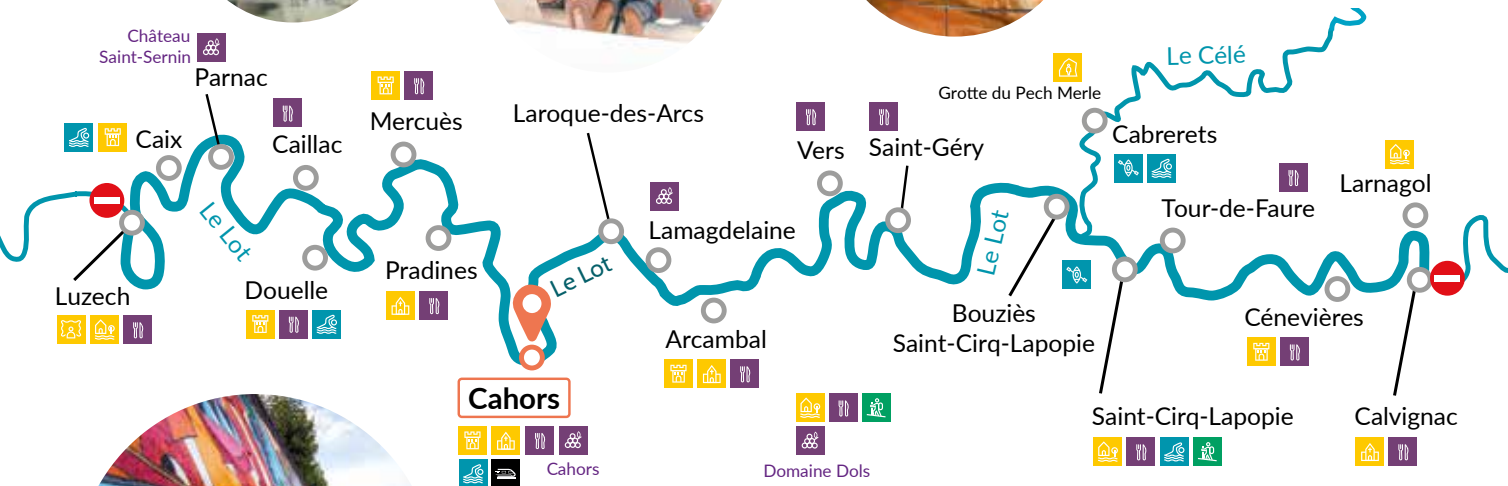 Château
Saint-Sernin
Parnac
Caix
Caillac
Mercuès
Laroque-des-Arcs
Vers
Saint-Géry
Grotte du Pech Merle
Le Célé
Cabrerets
Tour-de-Faure
Larnagol
Le Lot
Luzech
Douelle
Pradines
Le Lot
Lamagdelaine
Arcambal
Le Lot
Bouziès
Saint-Cirq-Lapopie
Cénevières
Cahors
Cahors
Domaine Dols
Saint-Cirq-Lapopie
Calvignac